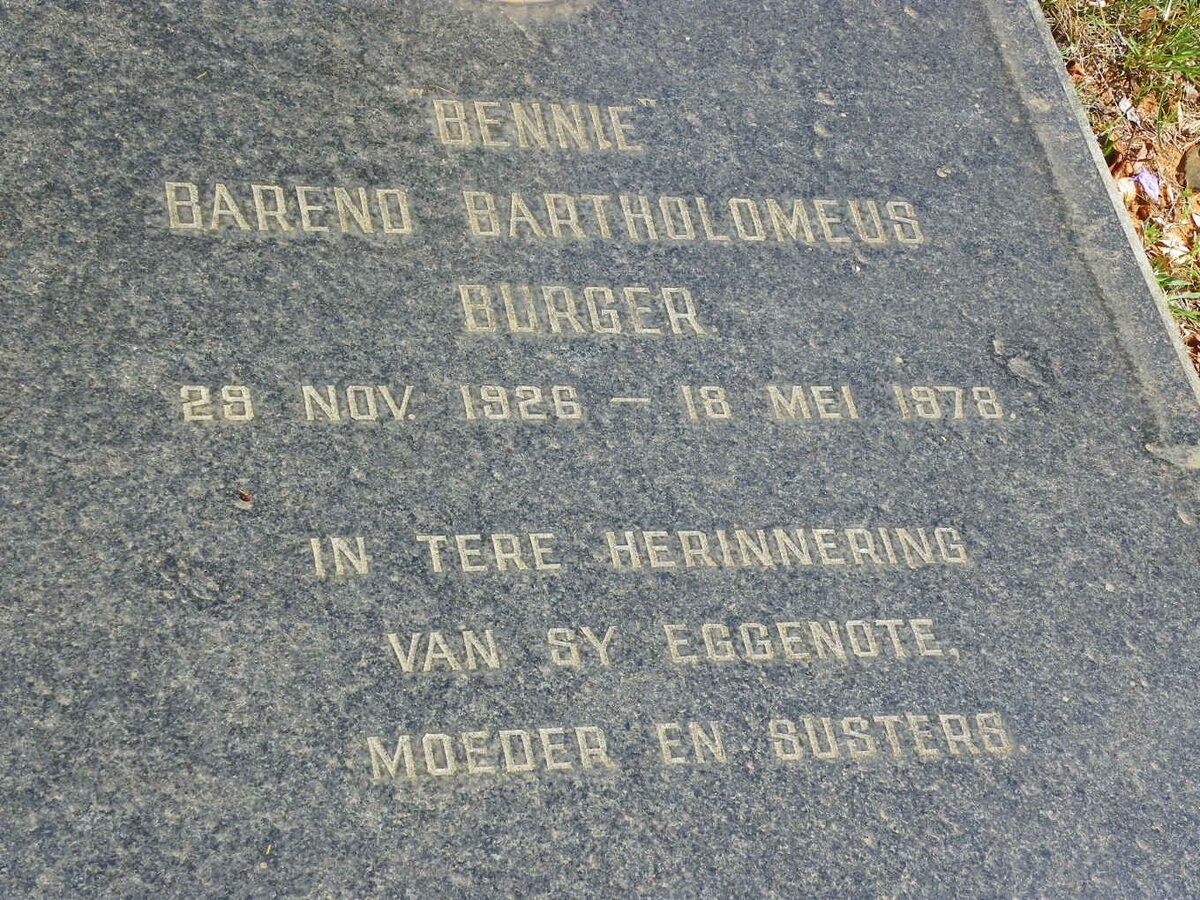 "BENNIE"
BAREND BARTHOLOMEUS
BURGER.
29 NOV. 1926 – 18 MEI 1978.
IN TERE HERINNERING
VAN SY EGGENOTE,
MOEDER EN SUSTERS.